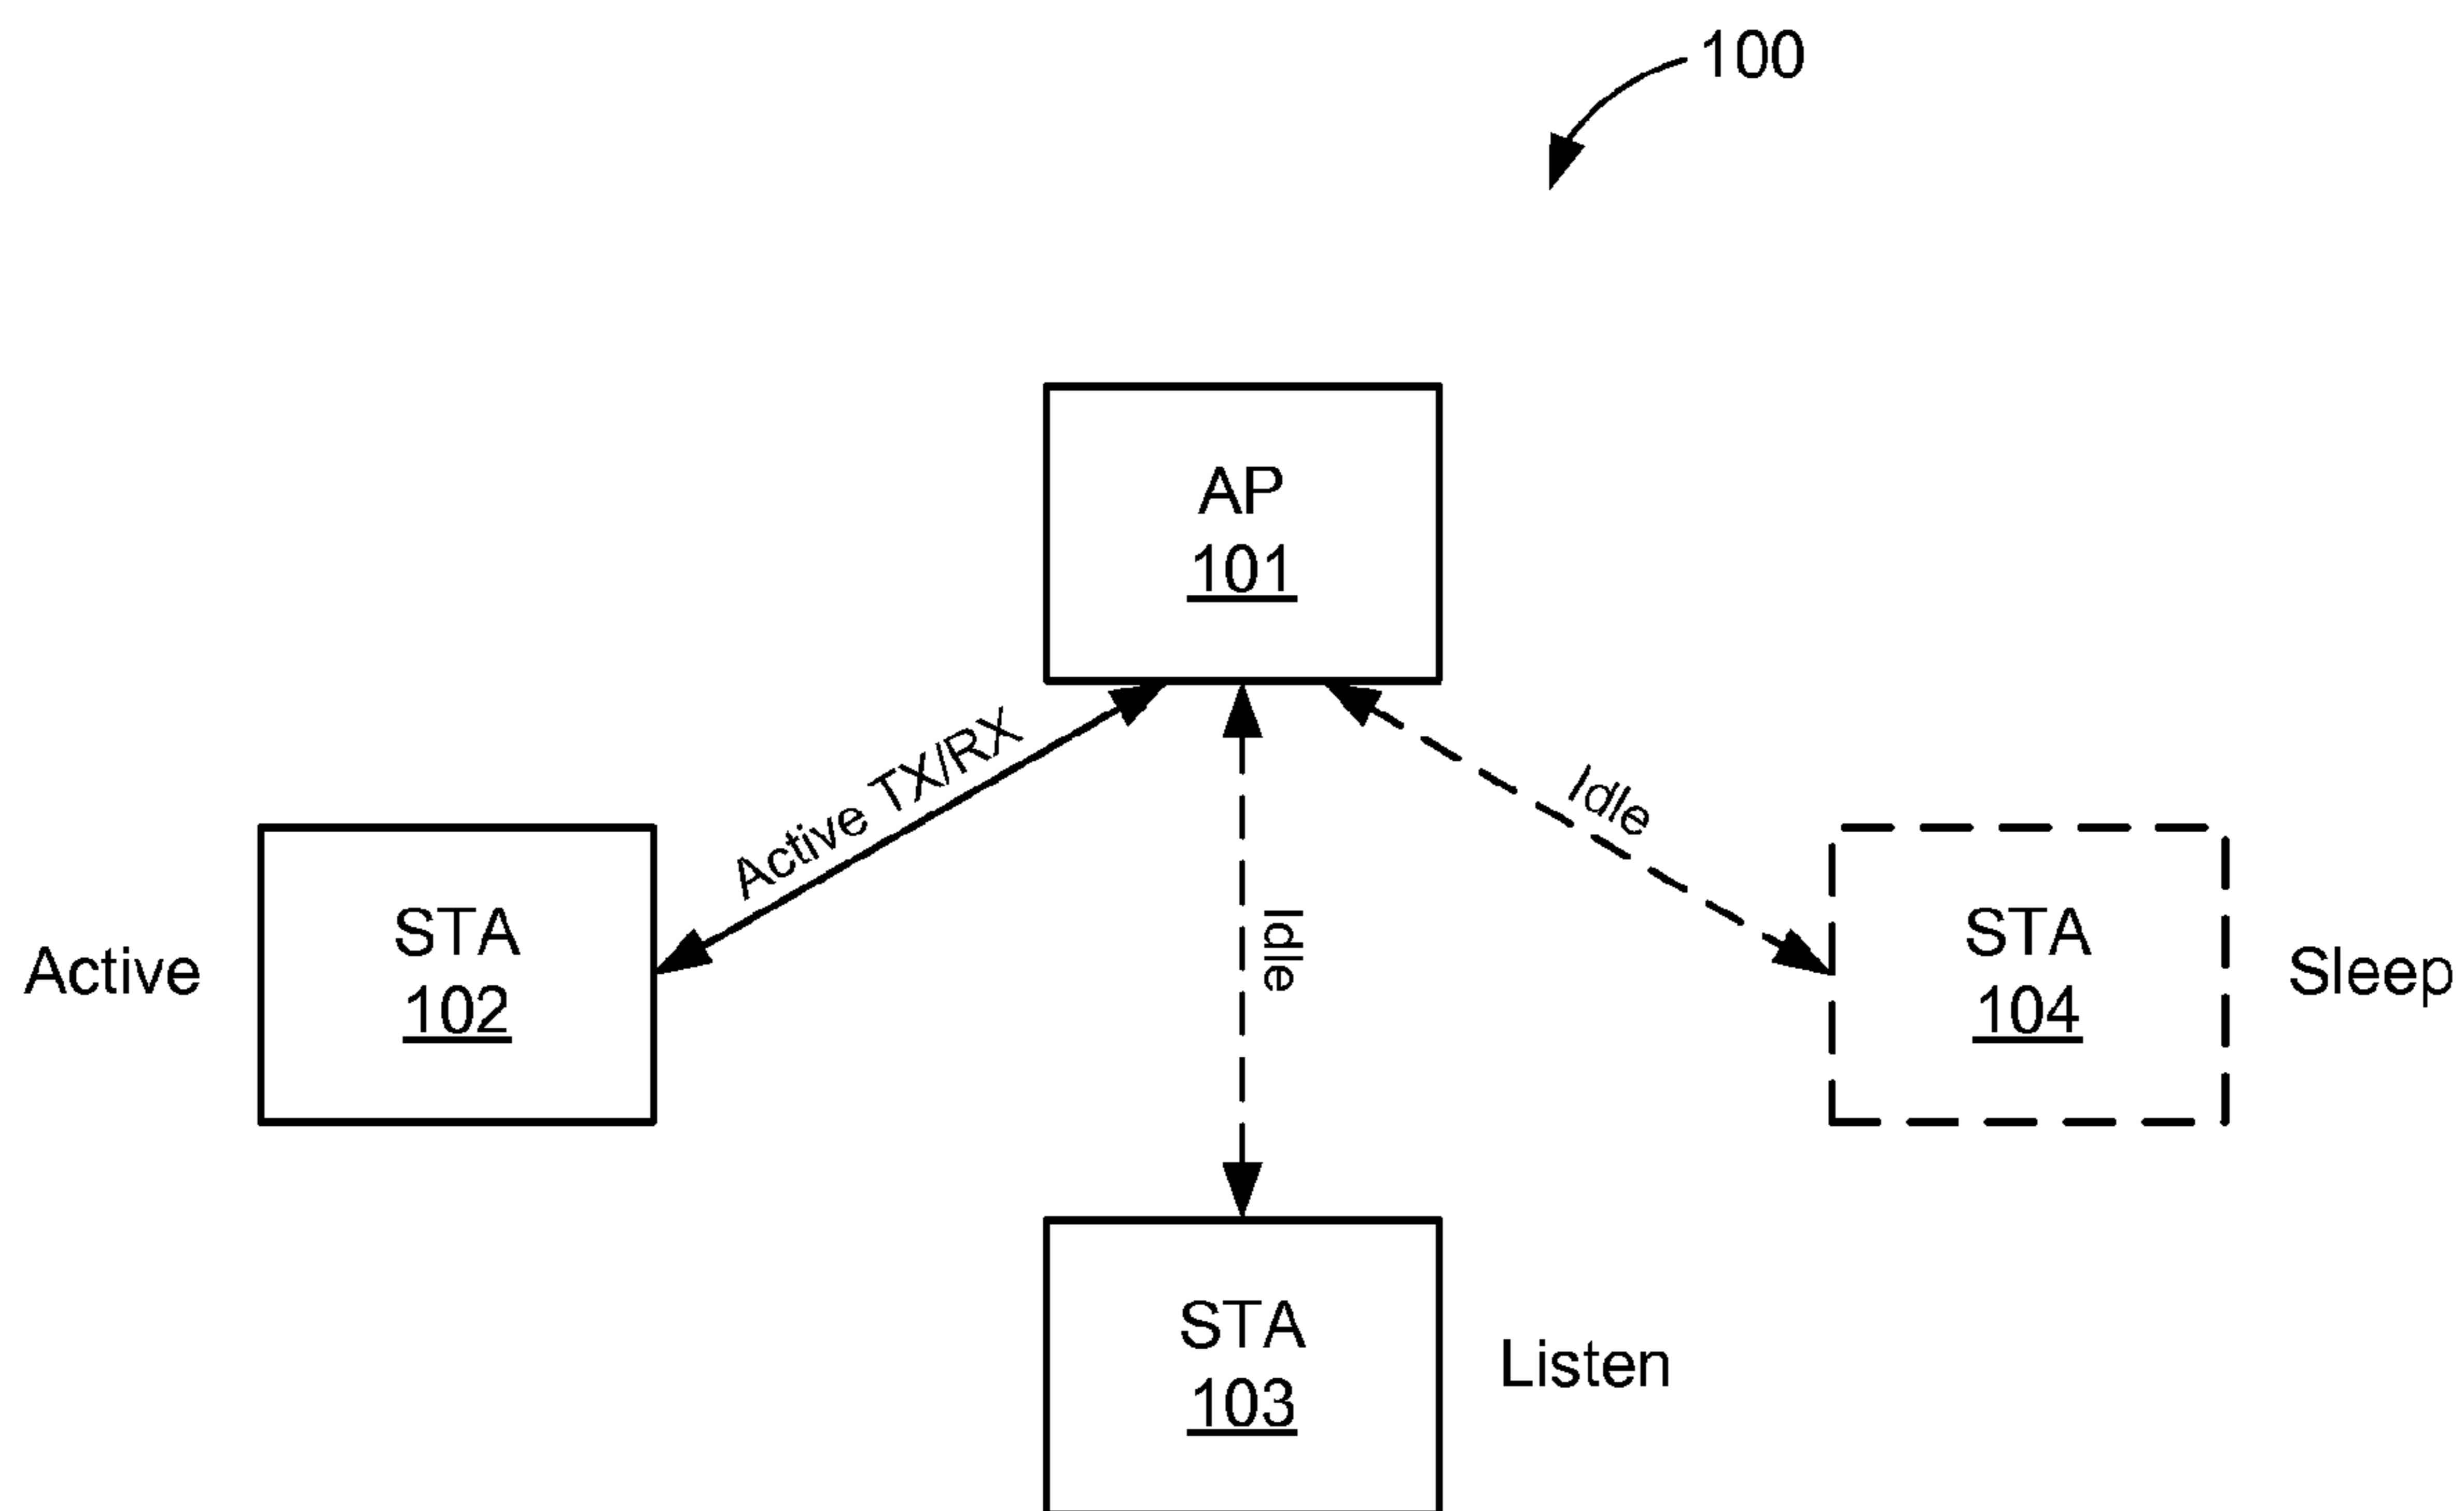 100
AP
101
Active TX/RX
Idle
Idle
Active
STA
102
STA
104
Sleep
STA
103
Listen